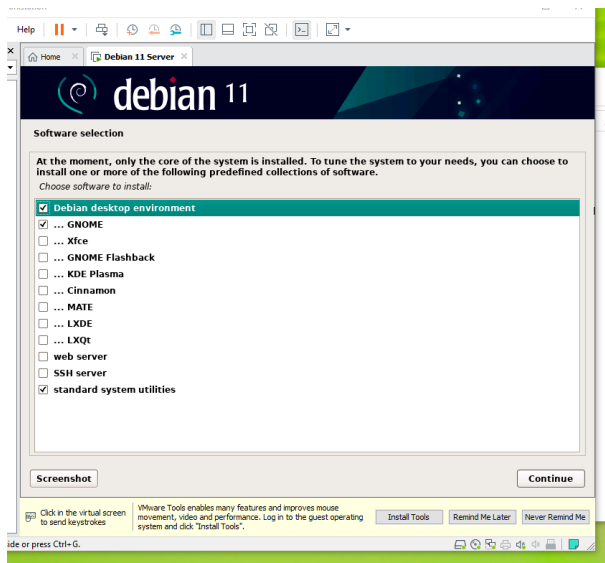 Help
Home
Debian 11 Server
debian 11
Software selection
At the moment, only the core of the system is installed. To tune the system to your needs, you can choose to
install one or more of the following predefined collections of software.
Choose software to install:
Debian desktop environment
... GNOME
... Xfce
... GNOME Flashback
... KDE Plasma
... Cinnamon
... MATE
... LXDE
... LXQt
web server
SSH server
standard system utilities
Screenshot
Continue
Click in the virtual screen
to send keystrokes
VMware Tools enables many features and improves mouse
movement, video and performance. Log in to the guest operating
system and click "Install Tools".
Install Tools
Remind Me Later
Never Remind Me
or press Ctrl+G.